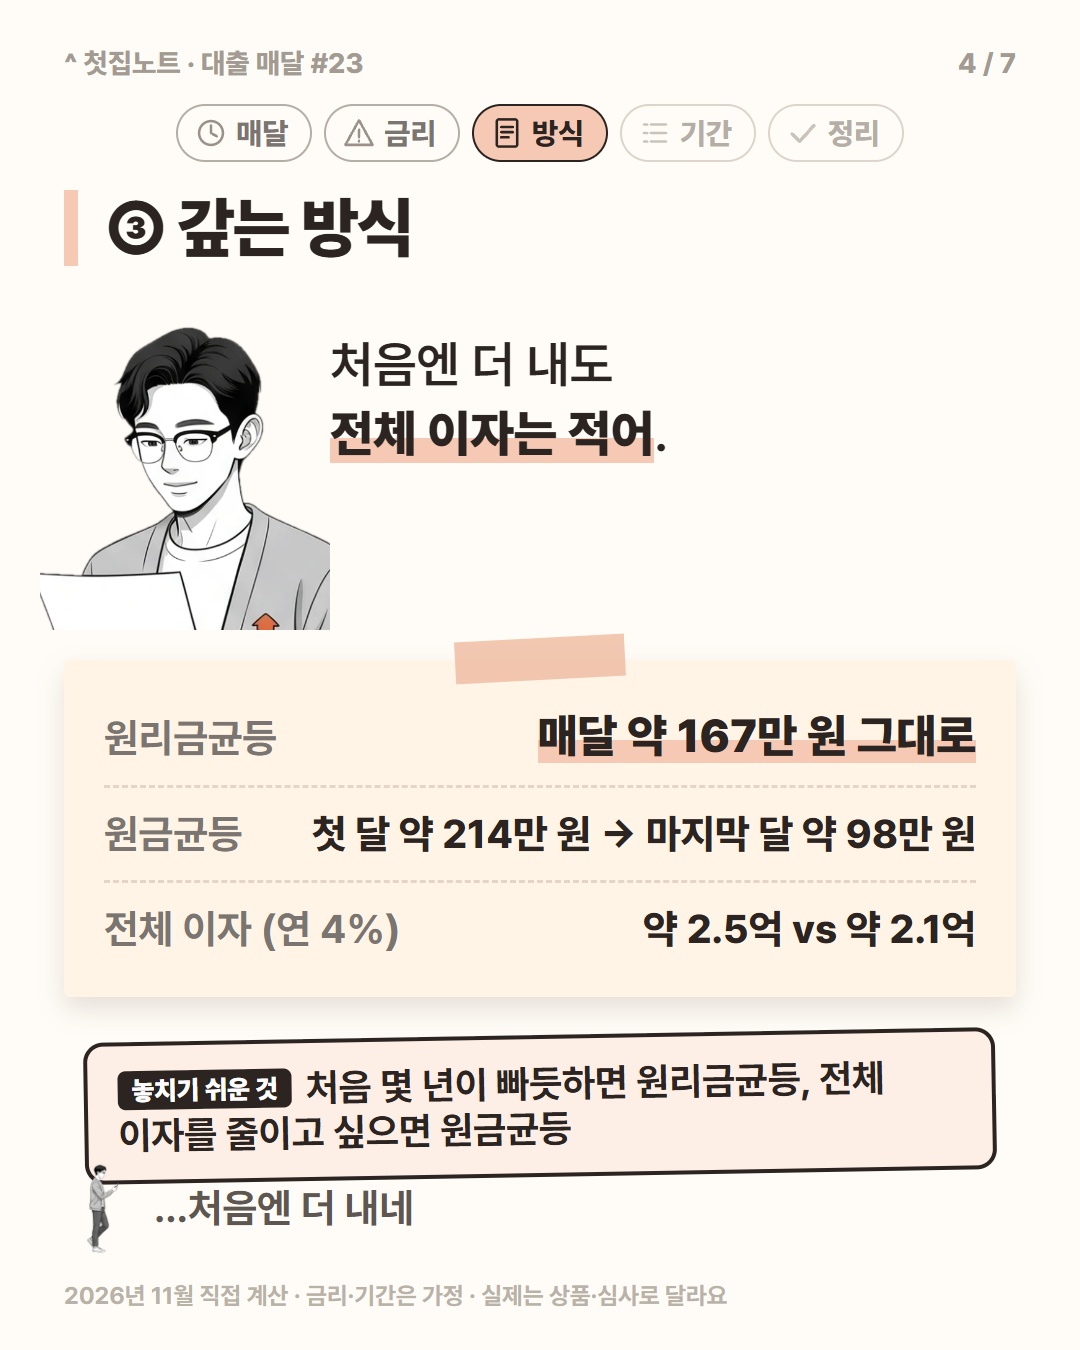 ^ 첫집노트 · 대출 매달 #23
4 / 7
매달
금리
방식
기간
정리
❸ 갚는 방식
처음엔 더 내도
전체 이자는 적어.
원리금균등 매달 약 167만 원 그대로
원금균등 첫 달 약 214만 원 → 마지막 달 약 98만 원
전체 이자 (연 4%) 약 2.5억 vs 약 2.1억
놓치기 쉬운 것 처음 몇 년이 빠듯하면 원리금균등, 전체
이자를 줄이고 싶으면 원금균등
...처음엔 더 내네
2026년 11월 직접 계산 · 금리·기간은 가정 · 실제는 상품·심사로 달라요